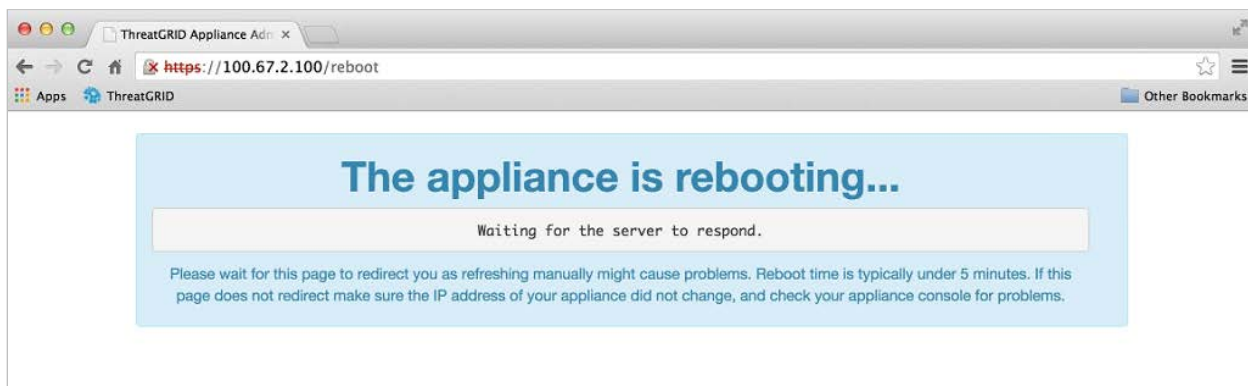 ThreatGRID Appliance Adn
https://100.67.2.100/reboot
Apps ThreatGRID Other Bookmarks
The appliance is rebooting...
Waiting for the server to respond.
Please wait for this page to redirect you as refreshing manually might cause problems. Reboot time is typically under 5 minutes. If this
page does not redirect make sure the IP address of your appliance did not change, and check your appliance console for problems.